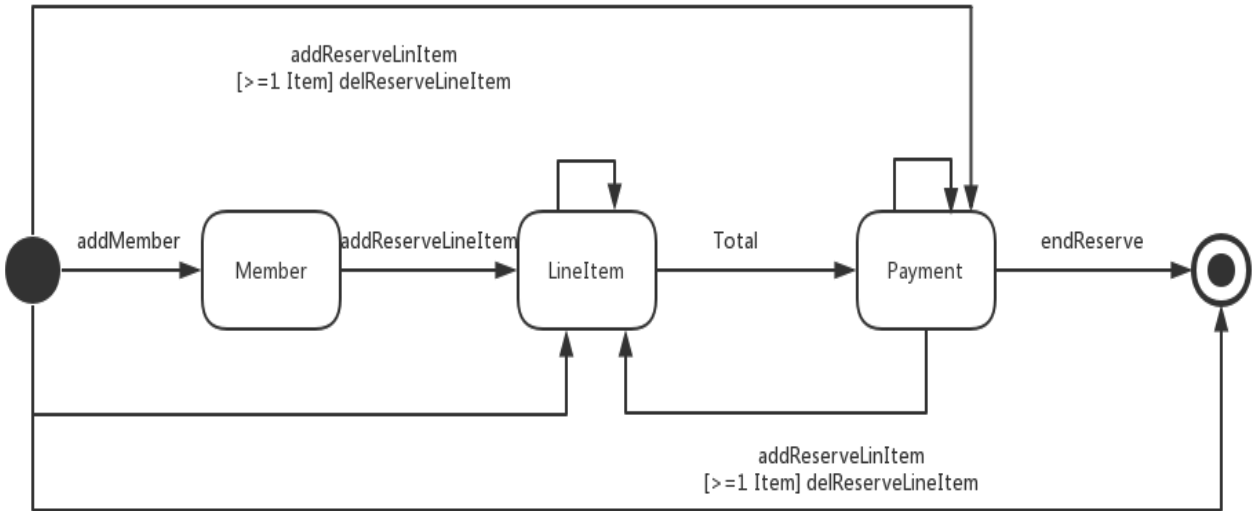 addReserveLinItem
[>=1 Item] delReserveLineItem
addMember
addReserveLineItem
Total
endReserve
Member
LineItem
Payment
addReserveLinItem
[>=1 Item] delReserveLineItem